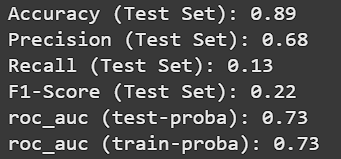 Accuracy (Test Set): 0.89
Precision (Test Set): 0.68
Recall (Test Set): 0.13
F1-Score (Test Set): 0.22
roc_auc (test-proba): 0.73
roc_auc (train-proba): 0.73